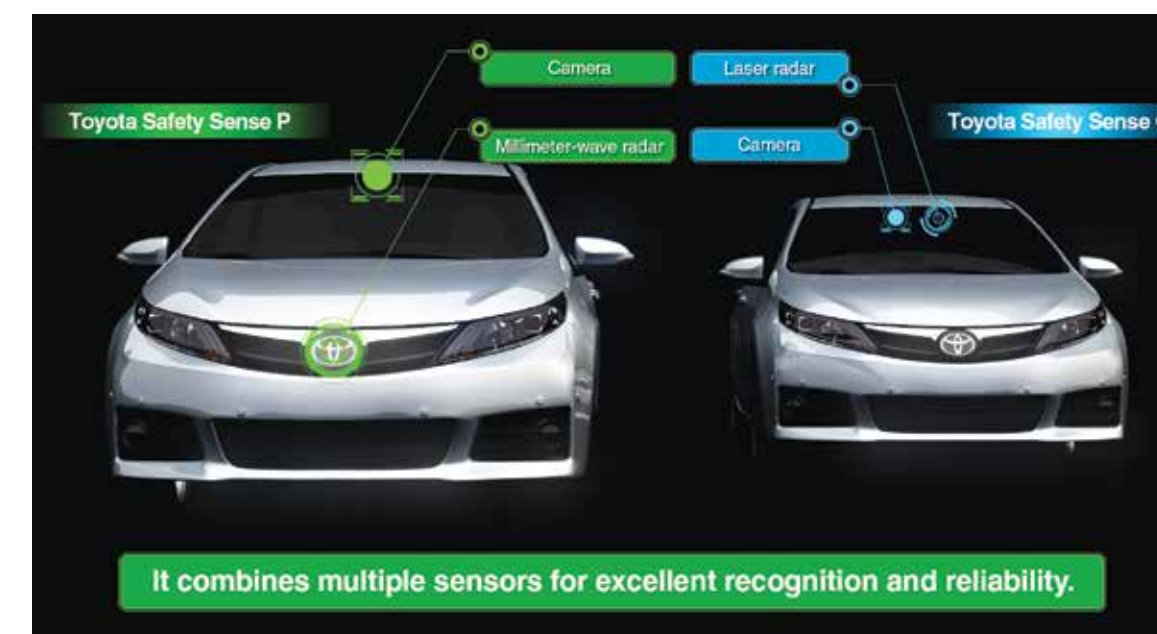 Camera
Laser radar
Toyota Safety Sense P
Toyota Safety Sense
Millimeter-wave radar
Camera
It combines multiple sensors for excellent recognition and reliability.